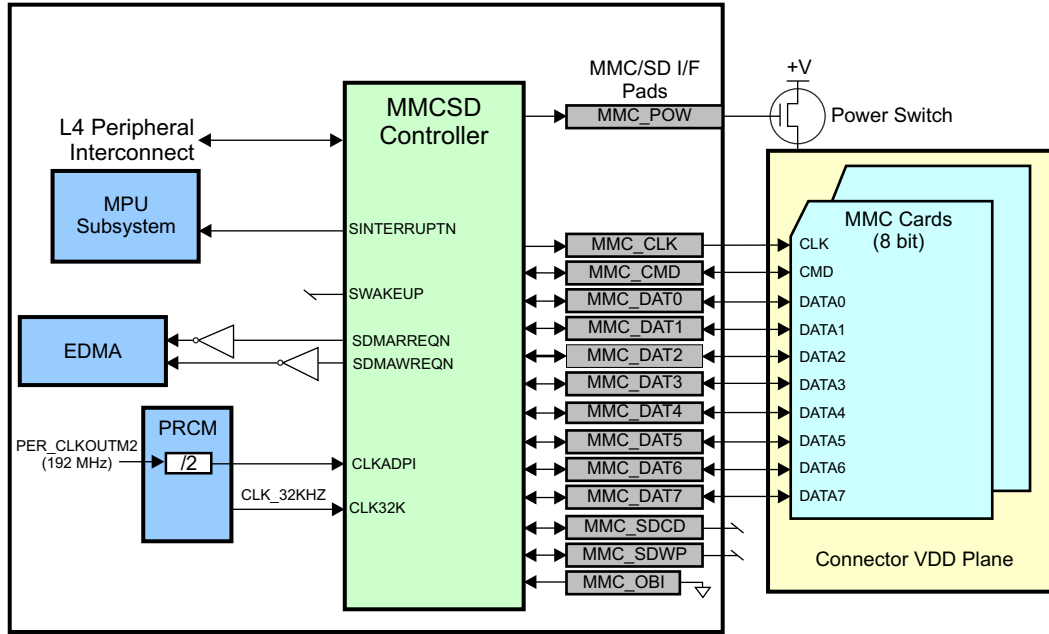 MMC/SD I/F
Pads
+V
Power Switch
MMCSD
Controller
L4 Peripheral
Interconnect
MPU
Subsystem
SINTERRUPTN
SWAKEUP
EDMA
SDMARREQN
SDMAWREQN
PRCM
PER_CLKOUTM2
(192 MHz)
/2
CLKADPI
CLK_32KHZ
CLK32K
MMC_POW
MMC_CLK
MMC_CMD
MMC_DAT0
MMC_DAT1
MMC_DAT2
MMC_DAT3
MMC_DAT4
MMC_DAT5
MMC_DAT6
MMC_DAT7
MMC_SDCD
MMC_SDWP
MMC_OBI
MMC Cards
(8 bit)
CLK
CMD
DATA0
DATA1
DATA2
DATA3
DATA4
DATA5
DATA6
DATA7
Connector VDD Plane